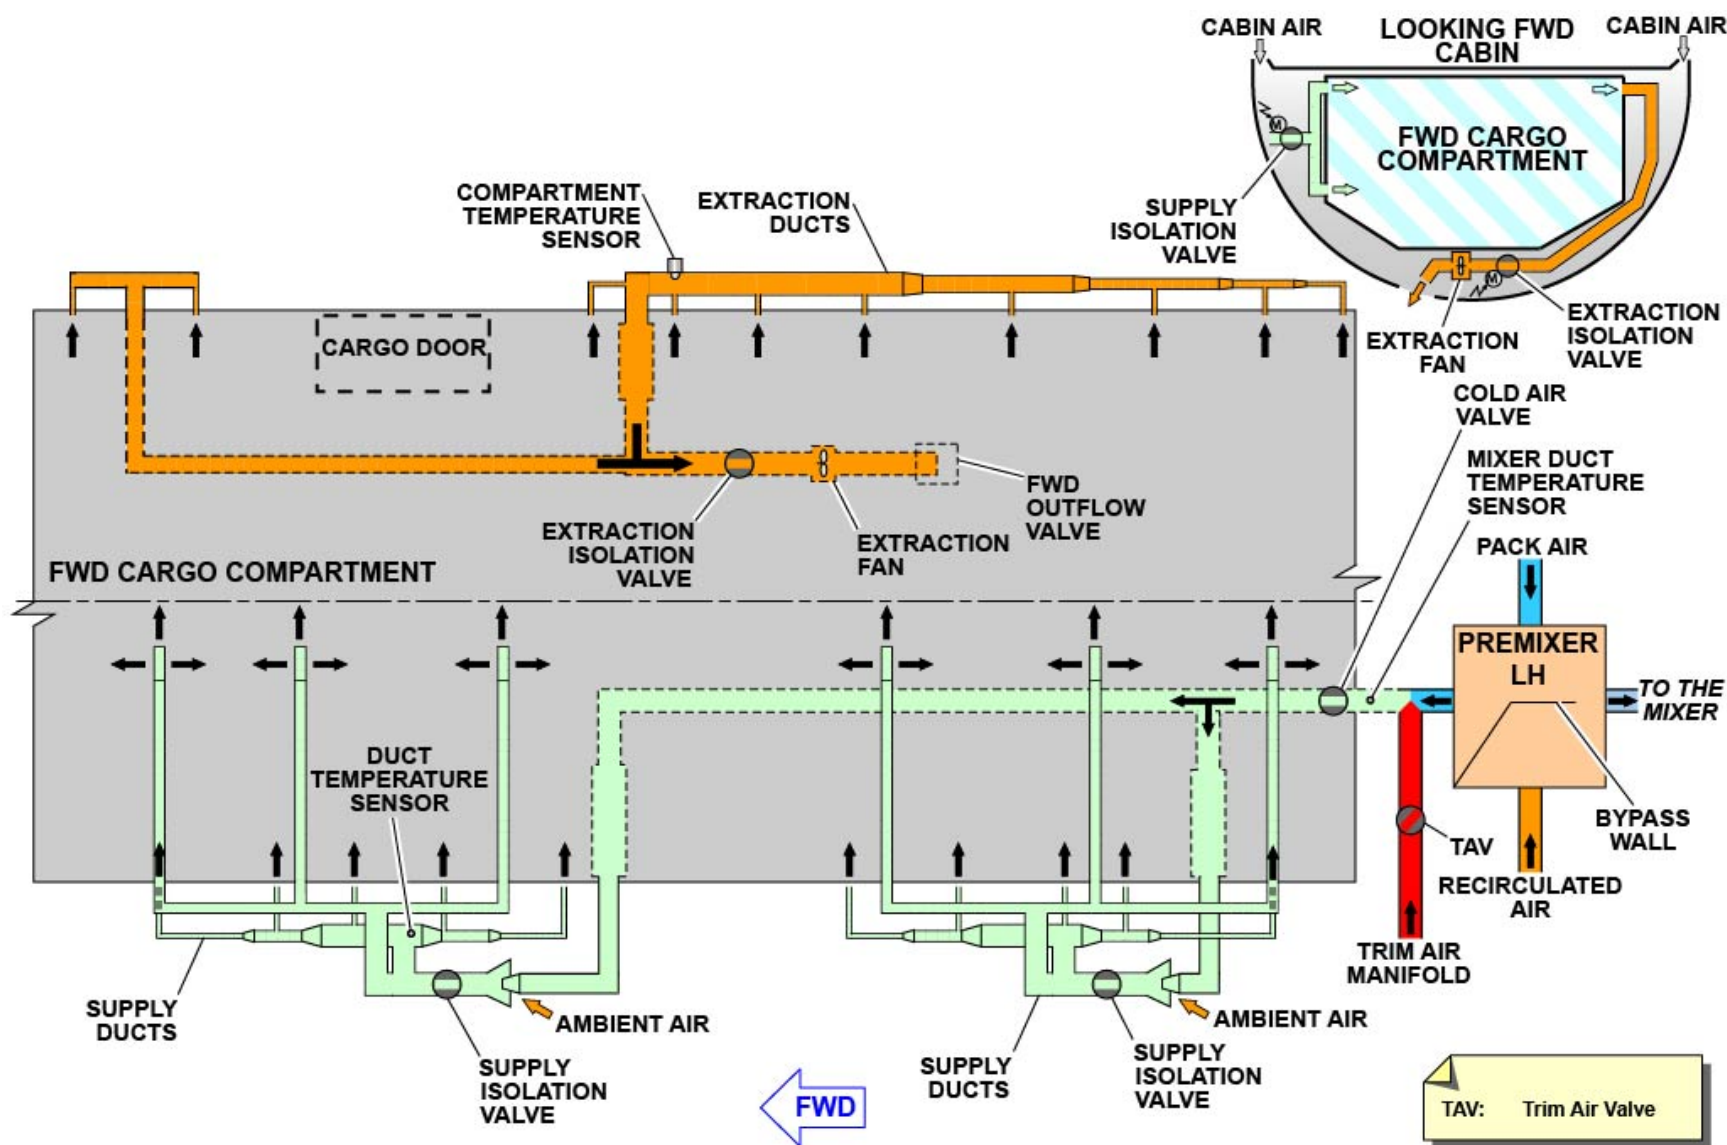 CABIN AIR
LOOKING FWD
CABIN
CABIN AIR
M
FWD CARGO
COMPARTMENT
SUPPLY
ISOLATION
VALVE
M
EXTRACTION
FAN
EXTRACTION
ISOLATION
VALVE
COMPARTMENT
TEMPERATURE
SENSOR
EXTRACTION
DUCTS
CARGO DOOR
COLD AIR
VALVE
MIXER DUCT
TEMPERATURE
SENSOR
FWD
OUTFLOW
VALVE
EXTRACTION
ISOLATION
VALVE
EXTRACTION
FAN
PACK AIR
FWD CARGO COMPARTMENT
PREMIXER
LH
TO THE
MIXER
DUCT
TEMPERATURE
SENSOR
TAV
BYPASS
WALL
RECIRCULATED
AIR
TRIM AIR
MANIFOLD
SUPPLY
DUCTS
AMBIENT AIR
SUPPLY
ISOLATION
VALVE
SUPPLY
DUCTS
AMBIENT AIR
SUPPLY
ISOLATION
VALVE
FWD
TAV: Trim Air Valve